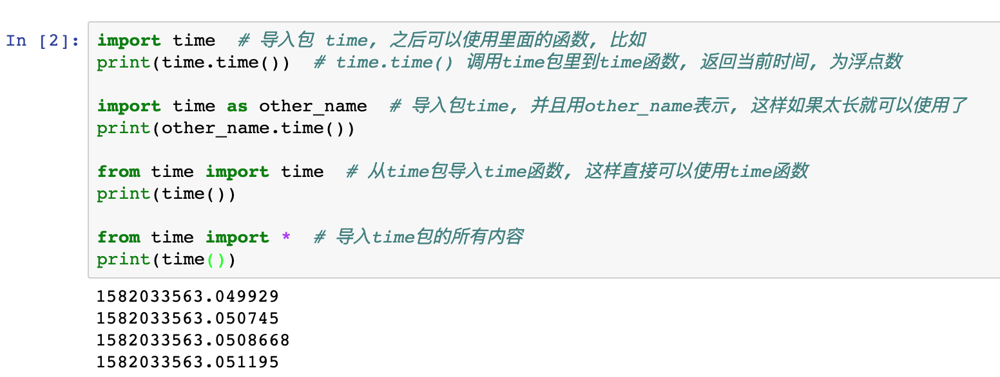 In [2]: import time  # 导入包 time, 之后可以使用里面的函数, 比如
print(time.time())  # time.time() 调用time包里到time函数, 返回当前时间, 为浮点数
import time as other_name  # 导入包time, 并且用other_name表示, 这样如果太长就可以使用了
print(other_name.time())
from time import time  # 从time包导入time函数, 这样直接可以使用time函数
print(time())
from time import *  # 导入time包的所有内容
print(time())
1582033563.049929
1582033563.050745
1582033563.0508668
1582033563.051195